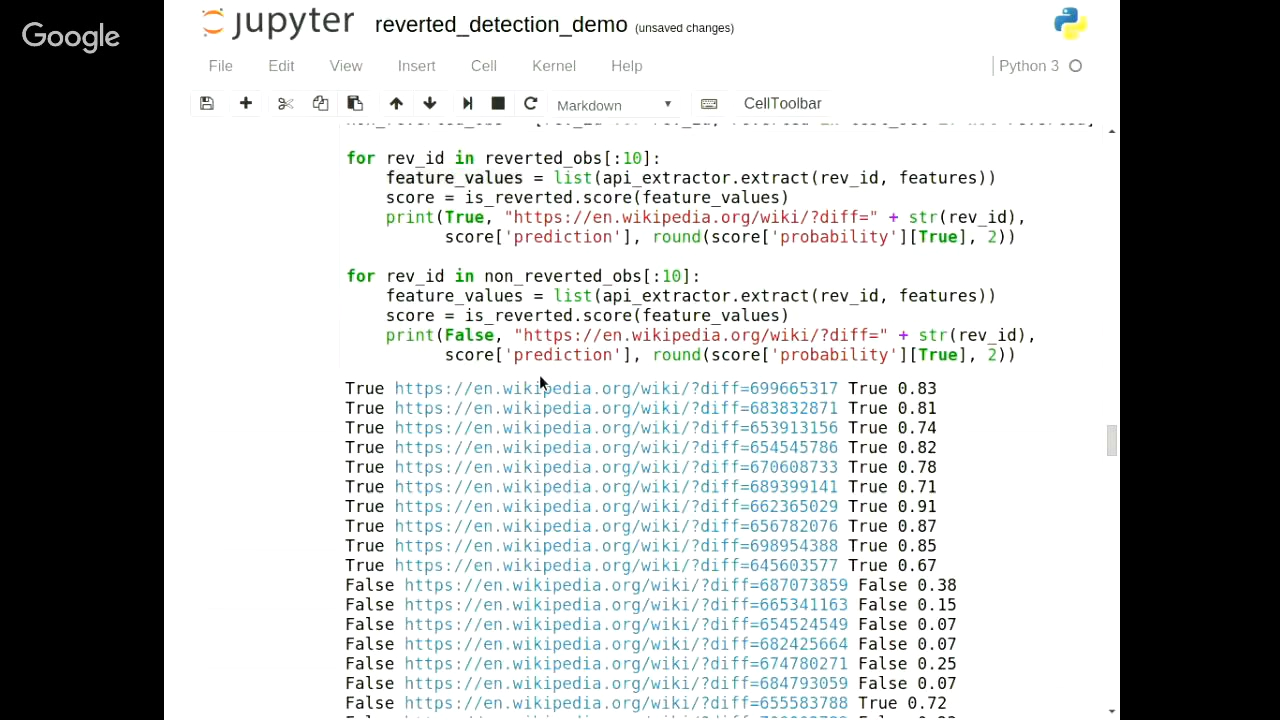 Google
jupyter reverted_detection_demo (unsaved changes)
File Edit View Insert Cell Kernel Help Python 3
Markdown CellToolbar
for rev_id in reverted_obs[:10]:
    feature_values = list(api_extractor.extract(rev_id, features))
    score = is_reverted.score(feature_values)
    print(True, "https://en.wikipedia.org/wiki/?diff=" + str(rev_id),
          score['prediction'], round(score['probability'][True], 2))
for rev_id in non_reverted_obs[:10]:
    feature_values = list(api_extractor.extract(rev_id, features))
    score = is_reverted.score(feature_values)
    print(False, "https://en.wikipedia.org/wiki/?diff=" + str(rev_id),
          score['prediction'], round(score['probability'][True], 2))
True https://en.wikipedia.org/wiki/?diff=699665317 True 0.83
True https://en.wikipedia.org/wiki/?diff=683832871 True 0.81
True https://en.wikipedia.org/wiki/?diff=653913156 True 0.74
True https://en.wikipedia.org/wiki/?diff=654545786 True 0.82
True https://en.wikipedia.org/wiki/?diff=670608733 True 0.78
True https://en.wikipedia.org/wiki/?diff=689399141 True 0.71
True https://en.wikipedia.org/wiki/?diff=662365029 True 0.91
True https://en.wikipedia.org/wiki/?diff=656782076 True 0.87
True https://en.wikipedia.org/wiki/?diff=698954388 True 0.85
True https://en.wikipedia.org/wiki/?diff=645603577 True 0.67
False https://en.wikipedia.org/wiki/?diff=687073859 False 0.38
False https://en.wikipedia.org/wiki/?diff=665341163 False 0.15
False https://en.wikipedia.org/wiki/?diff=654524549 False 0.07
False https://en.wikipedia.org/wiki/?diff=682425664 False 0.07
False https://en.wikipedia.org/wiki/?diff=674780271 False 0.25
False https://en.wikipedia.org/wiki/?diff=684793059 False 0.07
False https://en.wikipedia.org/wiki/?diff=655583788 True 0.72